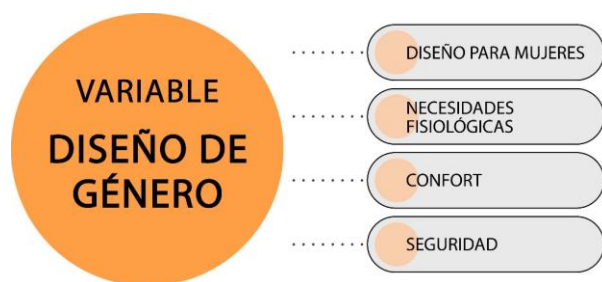 VARIABLE
DISEÑO DE
GÉNERO
DISEÑO PARA MUJERES
NECESIDADES
FISIOLÓGICAS
CONFORT
SEGURIDAD